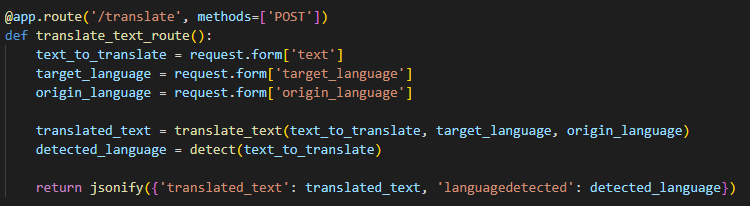 @app.route('/translate', methods=['POST'])
def translate_text_route():
    text_to_translate = request.form['text']
    target_language = request.form['target_language']
    origin_language = request.form['origin_language']

    translated_text = translate_text(text_to_translate, target_language, origin_language)
    detected_language = detect(text_to_translate)

    return jsonify({'translated_text': translated_text, 'languagedetected': detected_language})